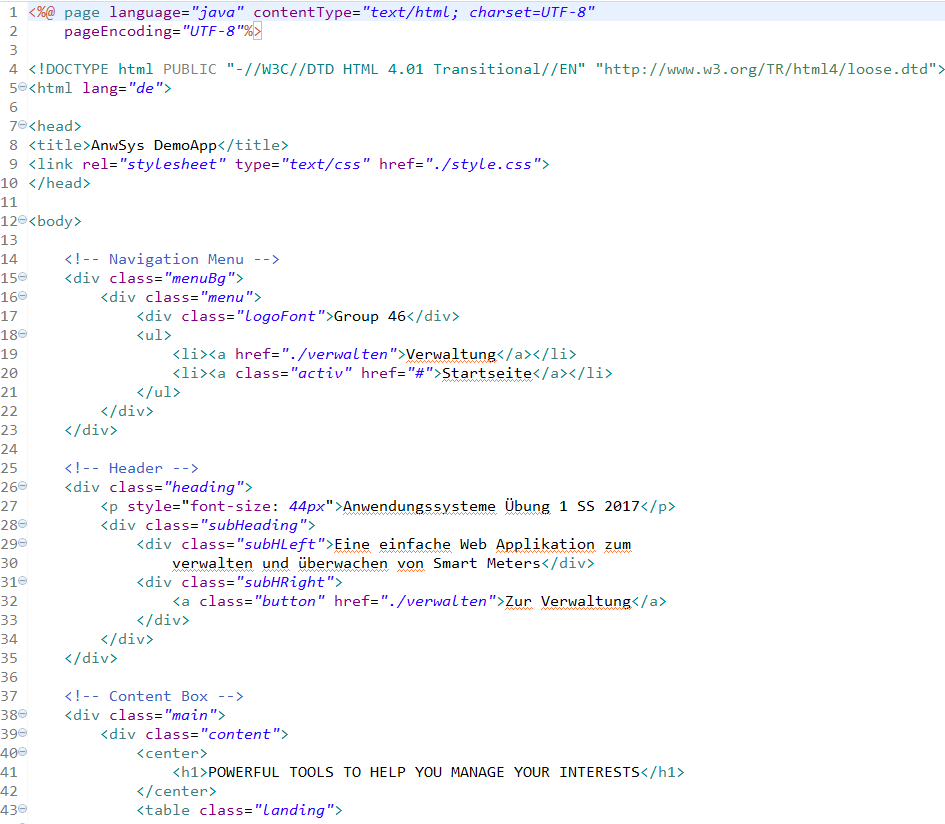 1 <%@ page language="java" contentType="text/html; charset=UTF-8"
2     pageEncoding="UTF-8"%>
3
4 <!DOCTYPE html PUBLIC "-//W3C//DTD HTML 4.01 Transitional//EN" "http://www.w3.org/TR/html4/loose.dtd">
5 <html lang="de">
6
7 <head>
8 <title>AnwSys DemoApp</title>
9 <link rel="stylesheet" type="text/css" href="./style.css">
10 </head>
11
12 <body>
13
14     <!-- Navigation Menu -->
15     <div class="menuBg">
16         <div class="menu">
17             <div class="logoFont">Group 46</div>
18             <ul>
19                 <li><a href="./verwalten">Verwaltung</a></li>
20                 <li><a class="activ" href="#">Startseite</a></li>
21             </ul>
22         </div>
23     </div>
24
25     <!-- Header -->
26     <div class="heading">
27         <p style="font-size: 44px">Anwendungssysteme Übung 1 SS 2017</p>
28         <div class="subHeading">
29             <div class="subHLeft">Eine einfache Web Applikation zum
30                 verwalten und überwachen von Smart Meters</div>
31             <div class="subHRight">
32                 <a class="button" href="./verwalten">Zur Verwaltung</a>
33             </div>
34         </div>
35     </div>
36
37     <!-- Content Box -->
38     <div class="main">
39         <div class="content">
40             <center>
41                 <h1>POWERFUL TOOLS TO HELP YOU MANAGE YOUR INTERESTS</h1>
42             </center>
43             <table class="landing">